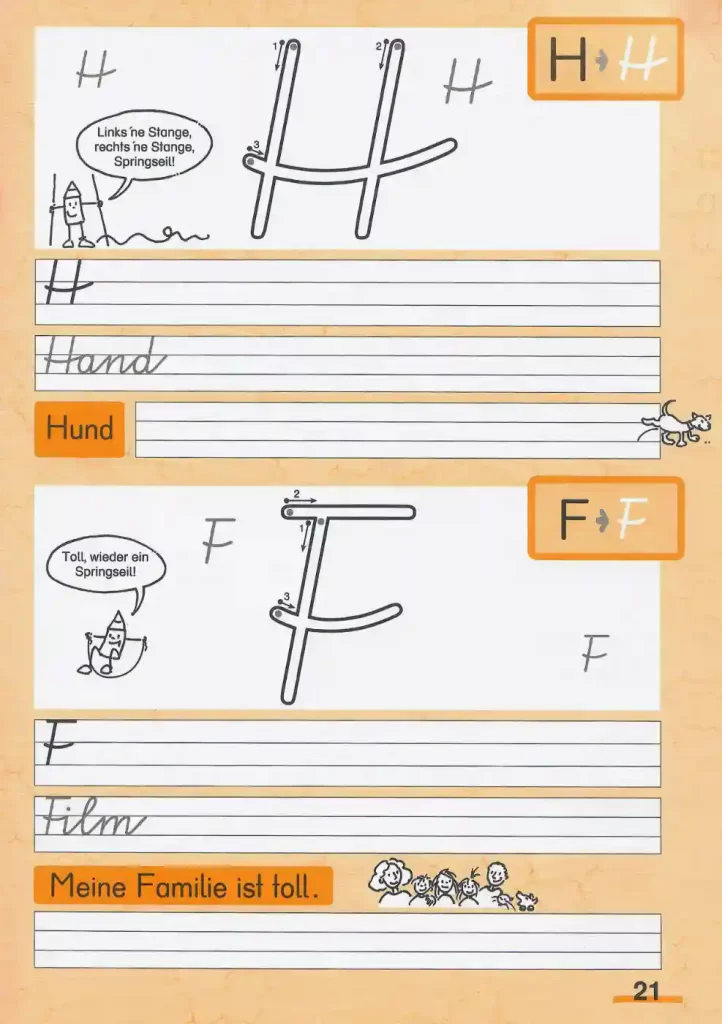 H
1 2
H
H H
Links 'ne Stange,
rechts 'ne Stange,
Springseil!
3
H
Hand
Hund
F F
2
F
1
Toll, wieder ein
Springseil!
3
F
F
Film
Meine Familie ist toll.
21